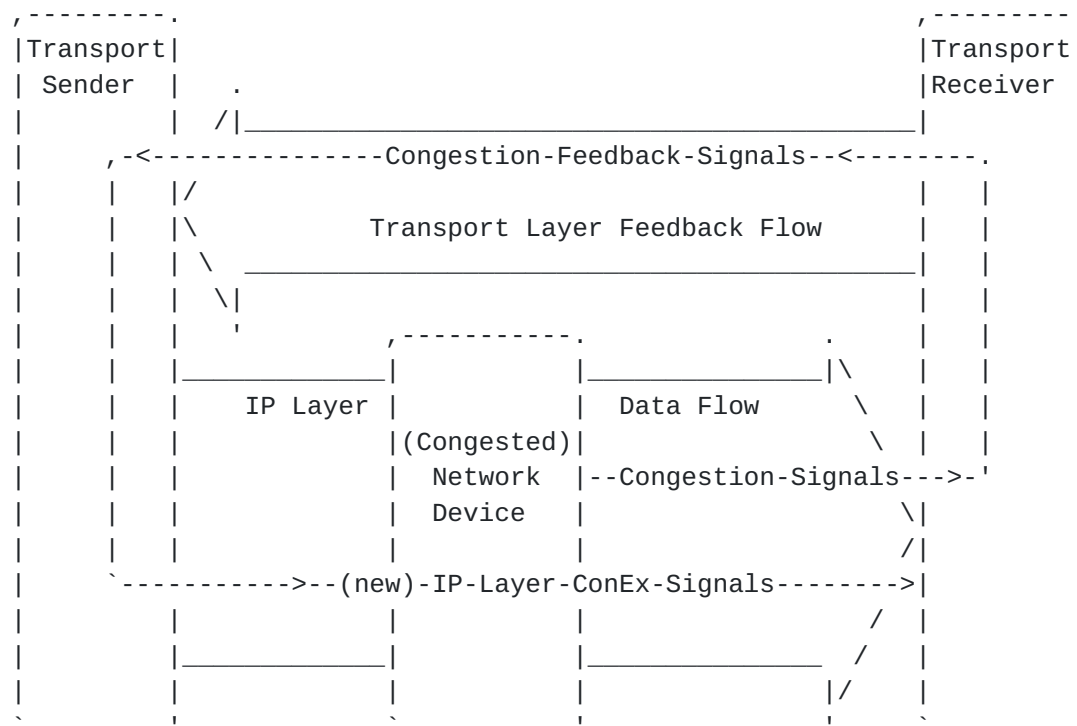 Transport Transport
Sender Receiver
Congestion-Feedback-Signals
Transport Layer Feedback Flow
IP Layer Data Flow
(Congested)
Network --Congestion-Signals--->-'
Device
`----------->--(new)-IP-Layer-ConEx-Signals-------->|